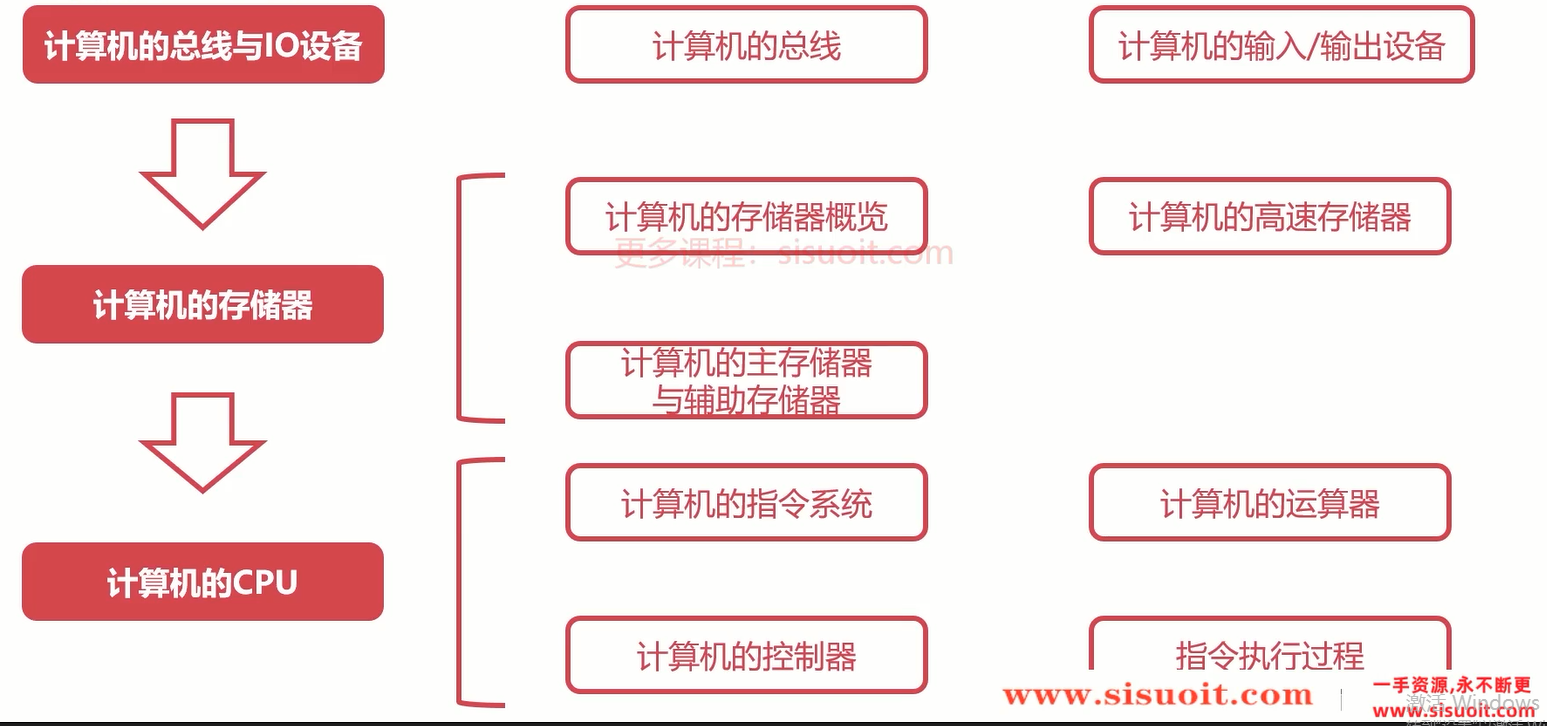 计算机的总线与IO设备
计算机的总线
计算机的输入/输出设备
计算机的存储器概览
计算机的高速存储器
更多课程：sisuoit.com
计算机的存储器
计算机的主存储器
与辅助存储器
计算机的指令系统
计算机的运算器
计算机的CPU
计算机的控制器
指令执行过程
www.sisuoit.com
一手资源,永不断更
激活 Windows
www.sisuoit.com